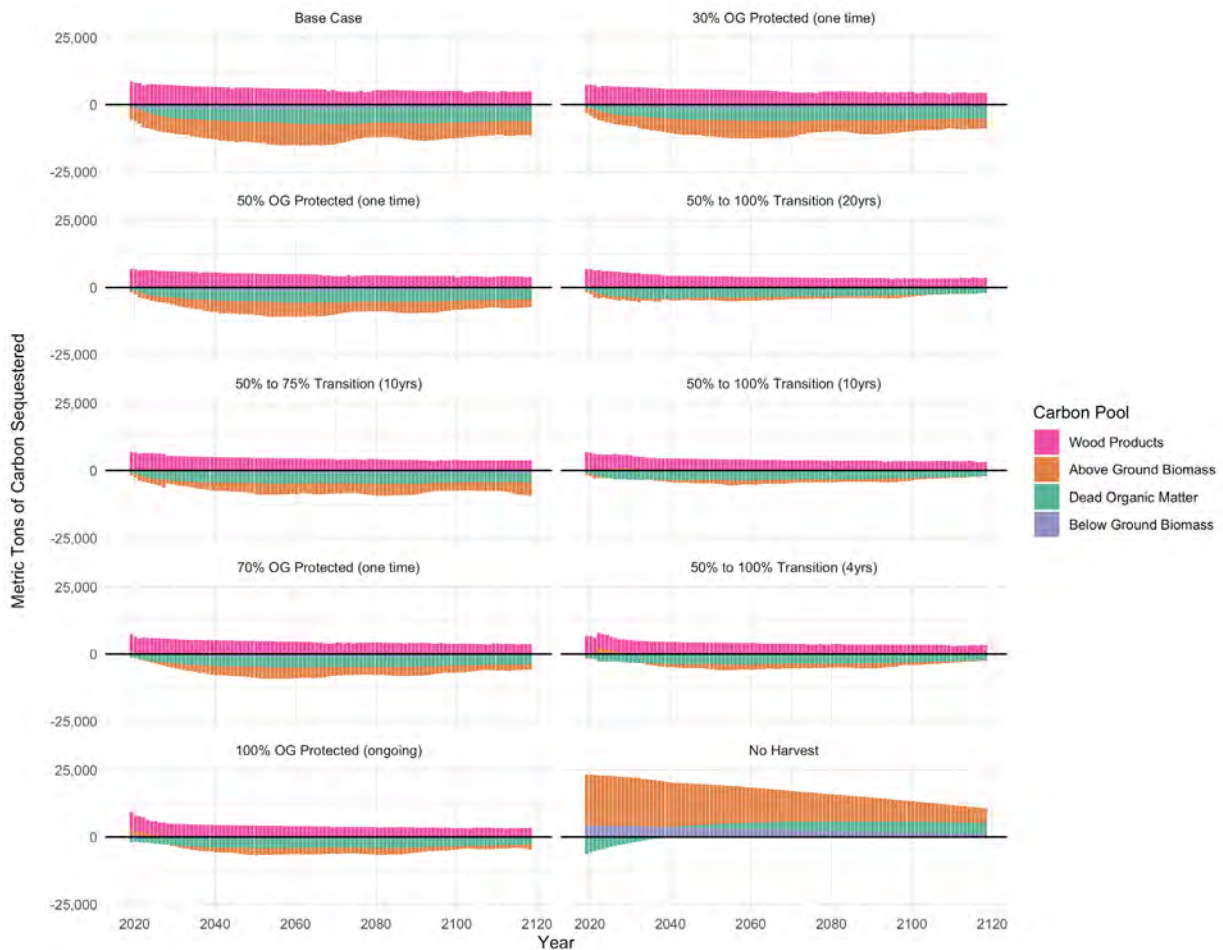 Base Case
30% OG Protected (one time)
25,000
0
-25,000
50% OG Protected (one time)
50% to 100% Transition (20yrs)
25,000
0
-25,000
50% to 75% Transition (10yrs)
50% to 100% Transition (10yrs)
25,000
0
-25,000
70% OG Protected (one time)
50% to 100% Transition (4yrs)
25,000
0
-25,000
100% OG Protected (ongoing)
No Harvest
25,000
0
-25,000
2020 2040 2060 2080 2100 2120
2020 2040 2060 2080 2100 2120
Year
Metric Tons of Carbon Sequestered
Carbon Pool
Wood Products
Above Ground Biomass
Dead Organic Matter
Below Ground Biomass